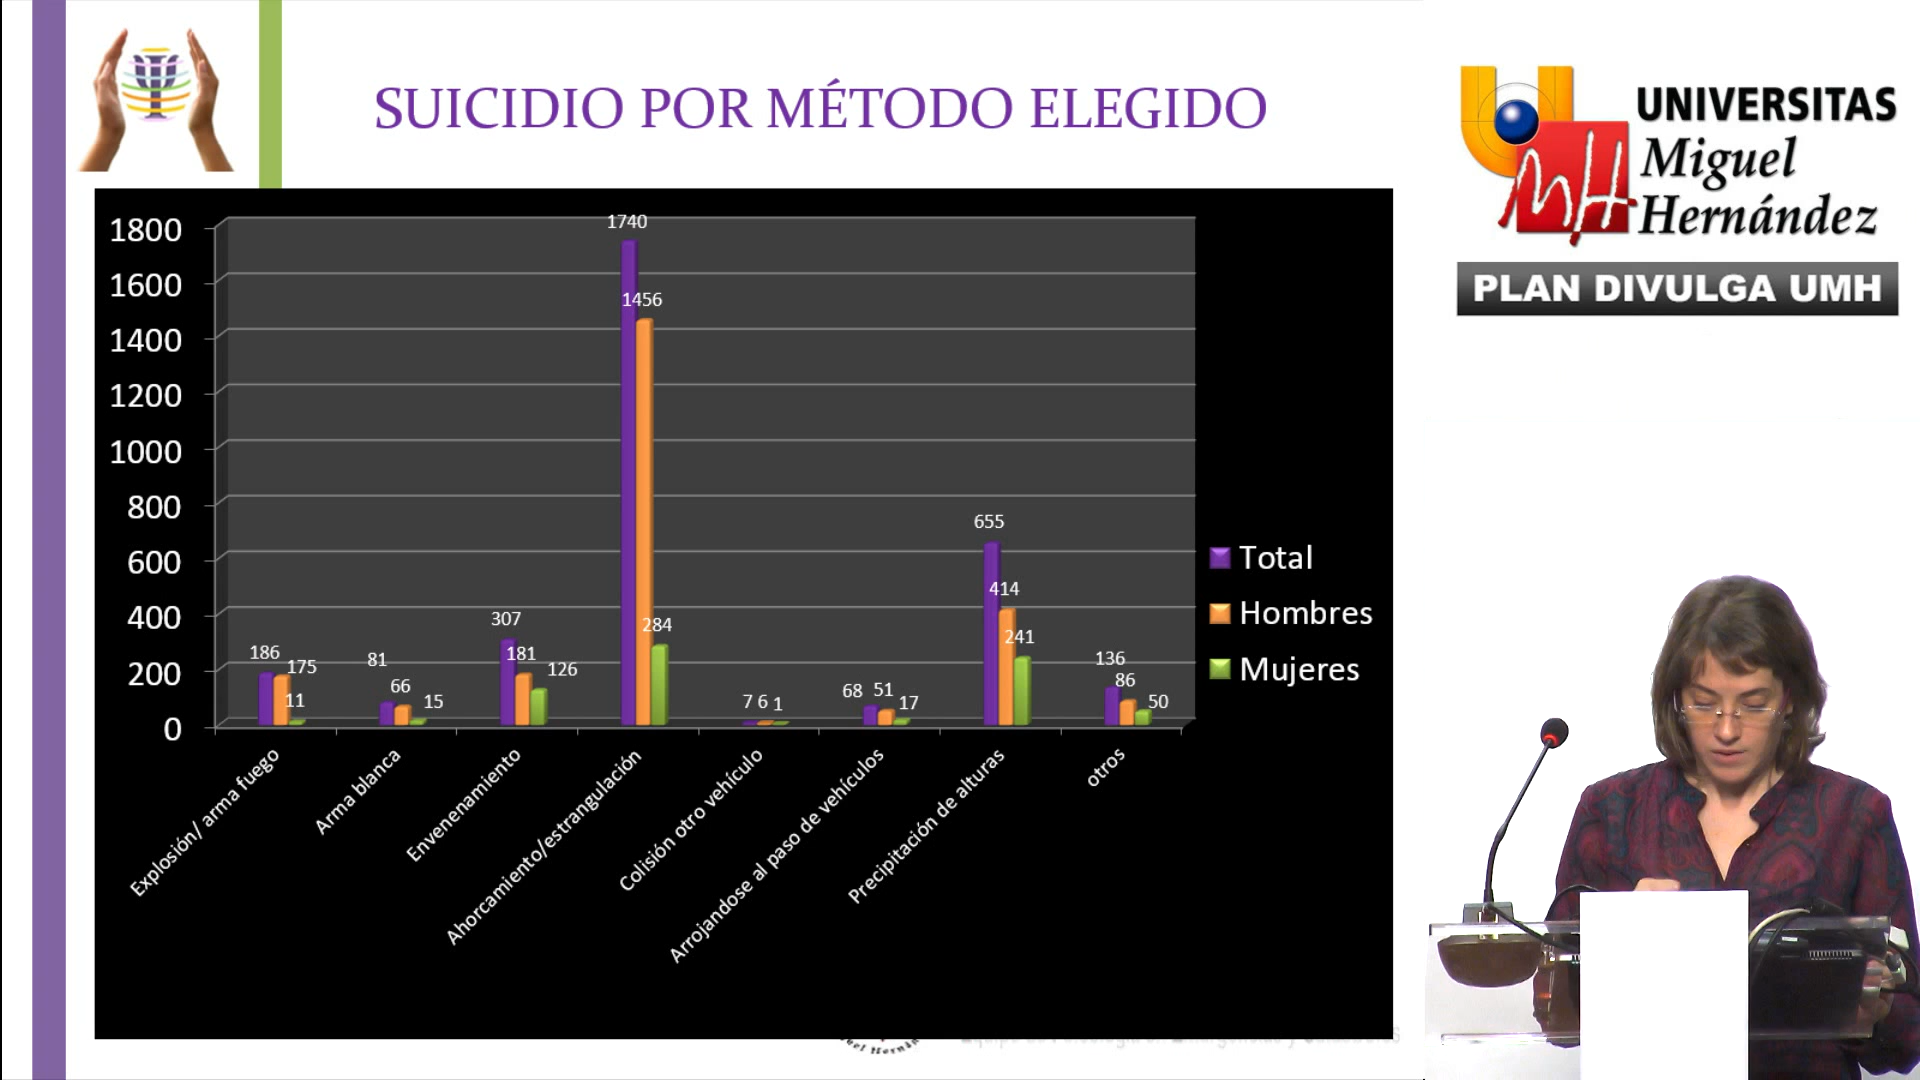 SUICIDIO POR MÉTODO ELEGIDO
UNIVERSITAS
Miguel
Hernández
PLAN DIVULGA UMH
1800
1600
1400
1200
1000
800
600
400
200
0
186
175
11
81
66
15
307
181
126
1740
1456
284
7 6 1
68
51
17
655
414
241
136
86
50
Explosión/ arma fuego
Arma blanca
Envenenamiento
Ahorcamiento/estrangulación
Colisión otro vehículo
Arrojandose al paso de vehículos
Precipitación de alturas
otros
Total
Hombres
Mujeres